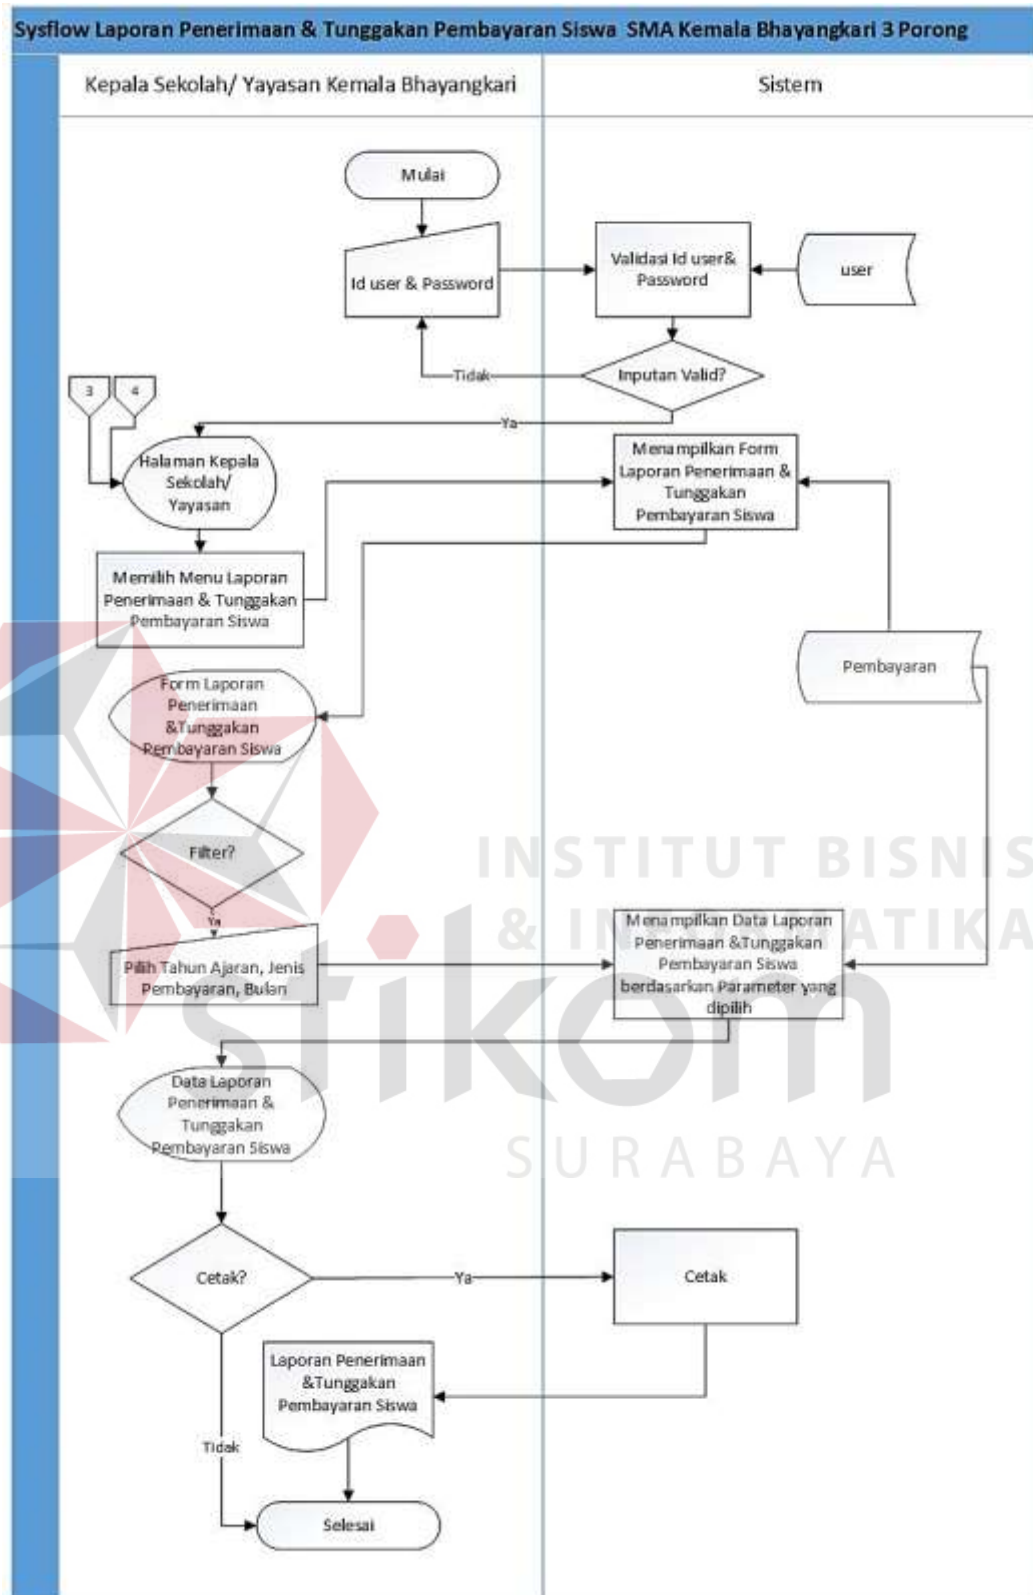 Sysflow Laporan Penerimaan & Tunggakan Pembayaran Siswa SMA Kemala Bhayangkari 3 Porong
Kepala Sekolah/ Yayasan Kemala Bhayangkari
Sistem
Mulai
Id user & Password
Validasi Id user&
Password
user
Inputan Valid?
Tidak
Ya
3
4
Halaman Kepala
Sekolah/
Yayasan
Menampilkan Form
Laporan Penerimaan &
Tunggakan
Pembayaran Siswa
Memilih Menu Laporan
Penerimaan & Tunggakan
Pembayaran Siswa
Pembayaran
Form Laporan
Penerimaan
&Tunggakan
Pembayaran Siswa
Filter?
Ya
Pilih Tahun Ajaran, Jenis
Pembayaran, Bulan
Menampilkan Data Laporan
Penerimaan &Tunggakan
Pembayaran Siswa
berdasarkan Parameter yang
dipilih
Data Laporan
Penerimaan &
Tunggakan
Pembayaran Siswa
Cetak?
Ya
Cetak
Laporan Penerimaan
&Tunggakan
Pembayaran Siswa
Tidak
Selesai
INSTITUT BISNIS
& INFORMATIKA
stikom
SURABAYA